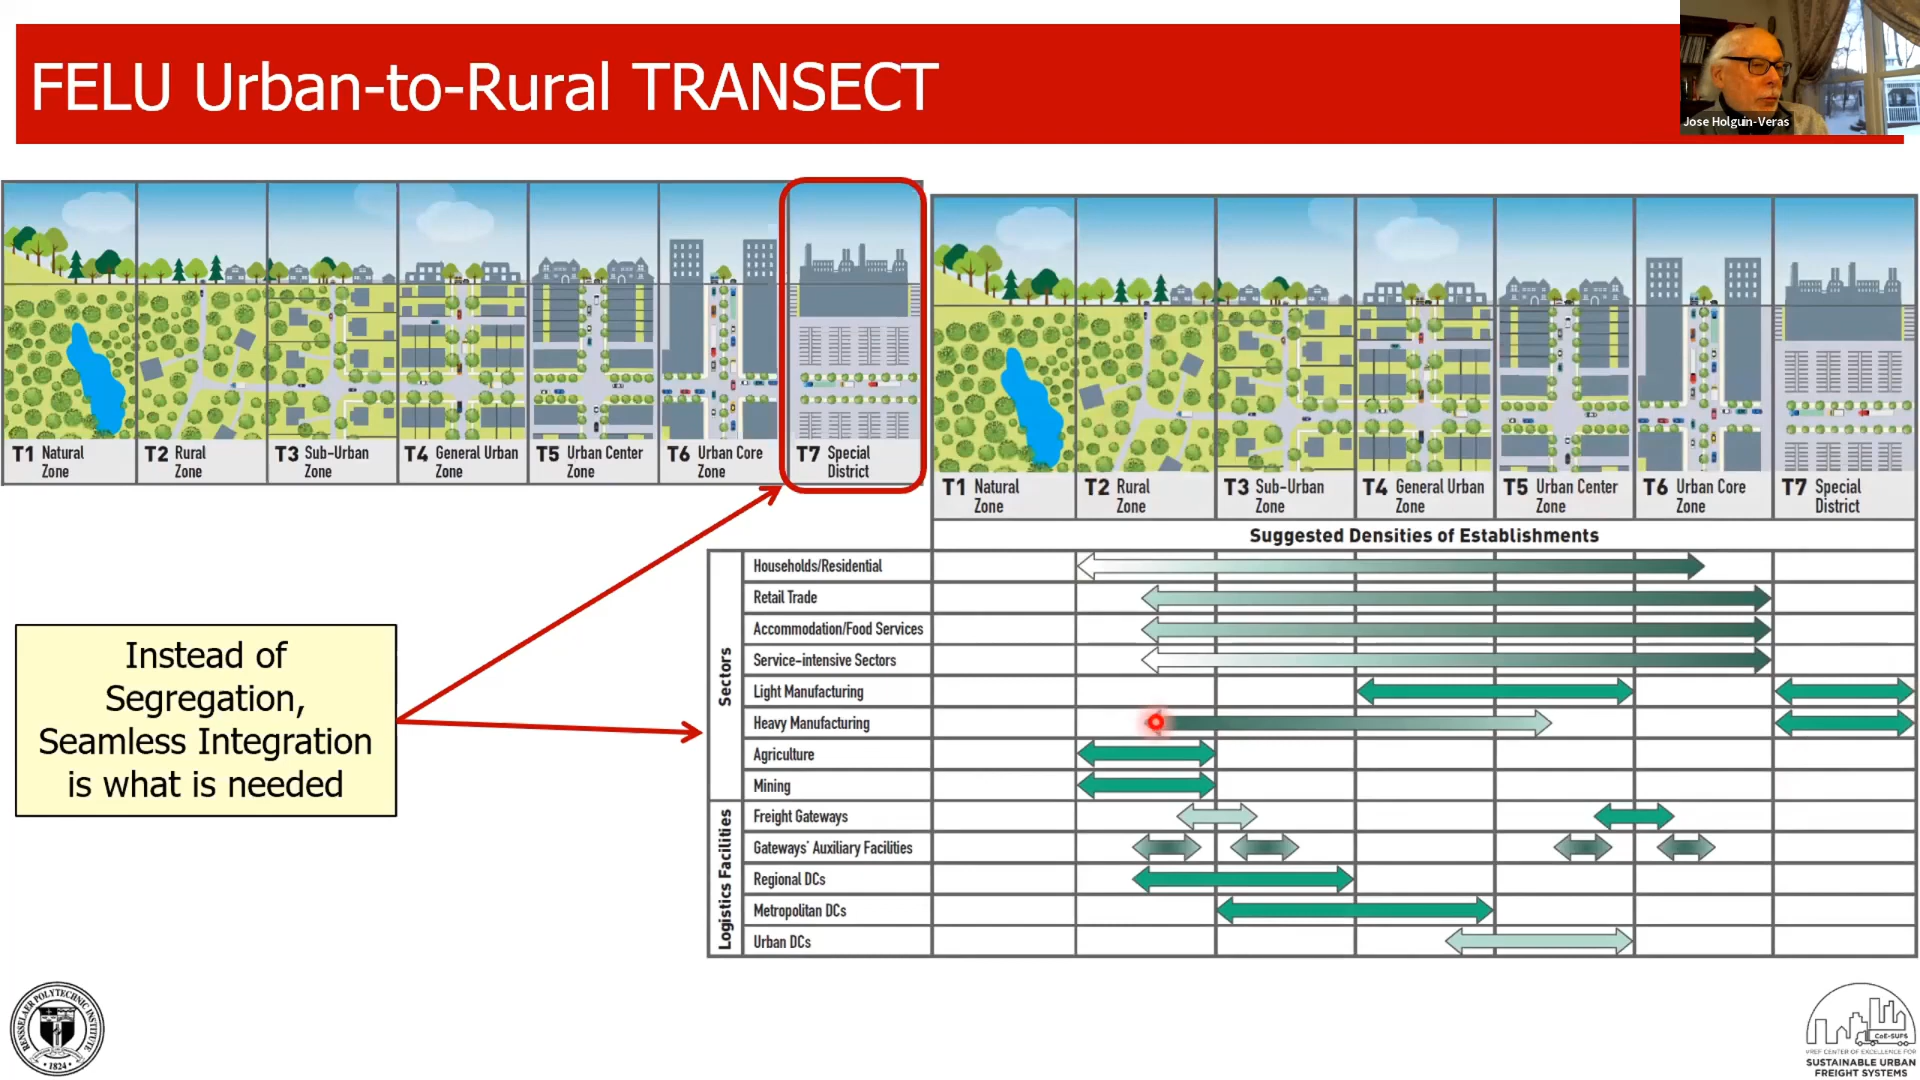 FELU Urban-to-Rural TRANSECT
Jose Holguin-Veras
T1 Natural
Zone
T2 Rural
Zone
T3 Sub-Urban
Zone
T4 General Urban
Zone
T5 Urban Center
Zone
T6 Urban Core
Zone
T7 Special
District
T1 Natural
Zone
T2 Rural
Zone
T3 Sub-Urban
Zone
T4 General Urban
Zone
T5 Urban Center
Zone
T6 Urban Core
Zone
T7 Special
District
Suggested Densities of Establishments
Instead of
Segregation,
Seamless Integration
is what is needed
Sectors
Households/Residential
Retail Trade
Accommodation/Food Services
Service-intensive Sectors
Light Manufacturing
Heavy Manufacturing
Agriculture
Mining
Logistics Facilities
Freight Gateways
Gateways' Auxiliary Facilities
Regional DCs
Metropolitan DCs
Urban DCs
RENSSELAER POLYTECHNIC INSTITUTE
• 1824 •
CoE-SUFS
VREF CENTER OF EXCELLENCE FOR
SUSTAINABLE URBAN
FREIGHT SYSTEMS